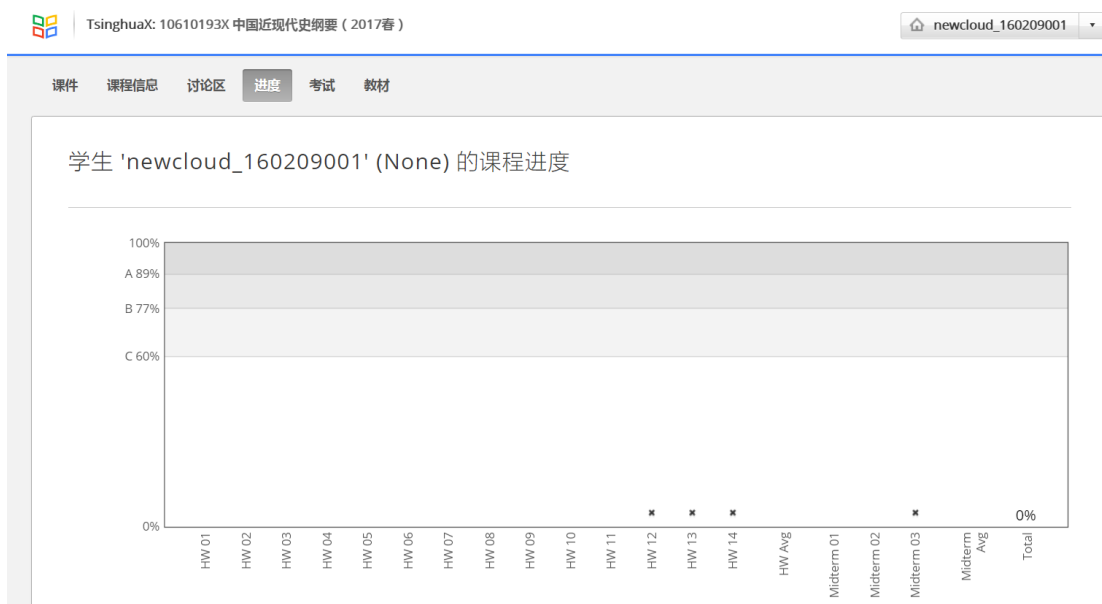 TsinghuaX: 10610193X 中国近现代史纲要（2017春）
newcloud_160209001
课件 课程信息 讨论区 进度 考试 教材
学生 'newcloud_160209001' (None) 的课程进度
100%
A 89%
B 77%
C 60%
0%
0%
HW 01
HW 02
HW 03
HW 04
HW 05
HW 06
HW 07
HW 08
HW 09
HW 10
HW 11
HW 12
HW 13
HW 14
HW Avg
Midterm 01
Midterm 02
Midterm 03
Midterm
Avg
Total